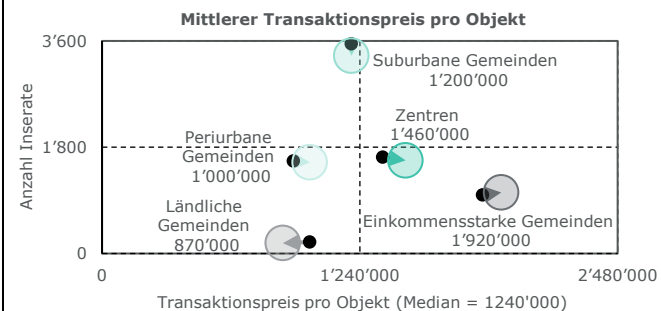 Mittlerer Transaktionspreis pro Objekt
3’600
Suburbane Gemeinden
1’200’000
Zentren
1’460’000
Anzahl Inserate
1’800
Periurbane
Gemeinden
1’000’000
Ländliche
Gemeinden
870’000
Einkommensstarke Gemeinden
1’920’000
0
0
1’240’000
2’480’000
Transaktionspreis pro Objekt (Median = 1240'000)